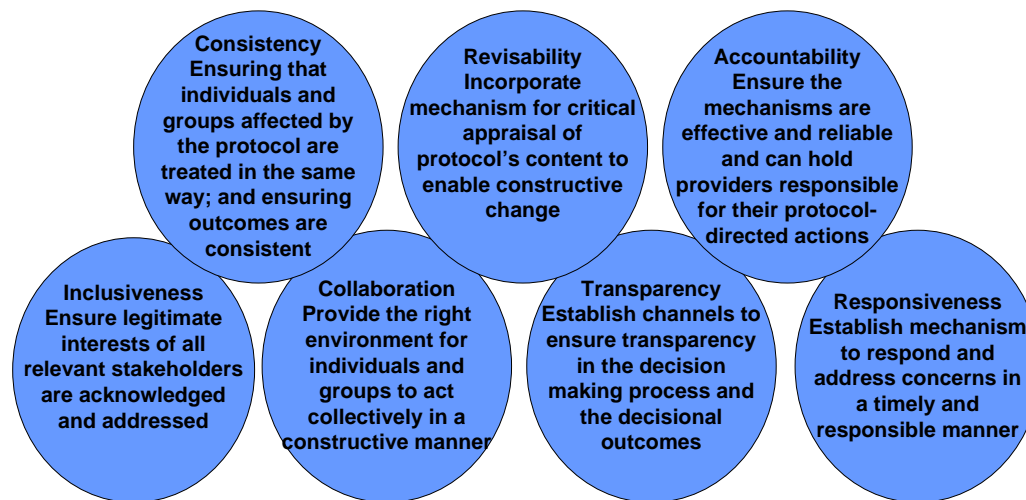 Consistency
Ensuring that
individuals and
groups affected by
the protocol are
treated in the same
way; and ensuring
outcomes are
consistent
Revisability
Incorporate
mechanism for critical
appraisal of
protocol's content to
enable constructive
change
Accountability
Ensure the
mechanisms are
effective and reliable
and can hold
providers responsible
for their protocol-
directed actions
Inclusiveness
Ensure legitimate
interests of all
relevant stakeholders
are acknowledged
and addressed
Collaboration
Provide the right
environment for
individuals and
groups to act
collectively in a
constructive manner
Transparency
Establish channels to
ensure transparency
in the decision
making process and
the decisional
outcomes
Responsiveness
Establish mechanism
to respond and
address concerns in
a timely and
responsible manner